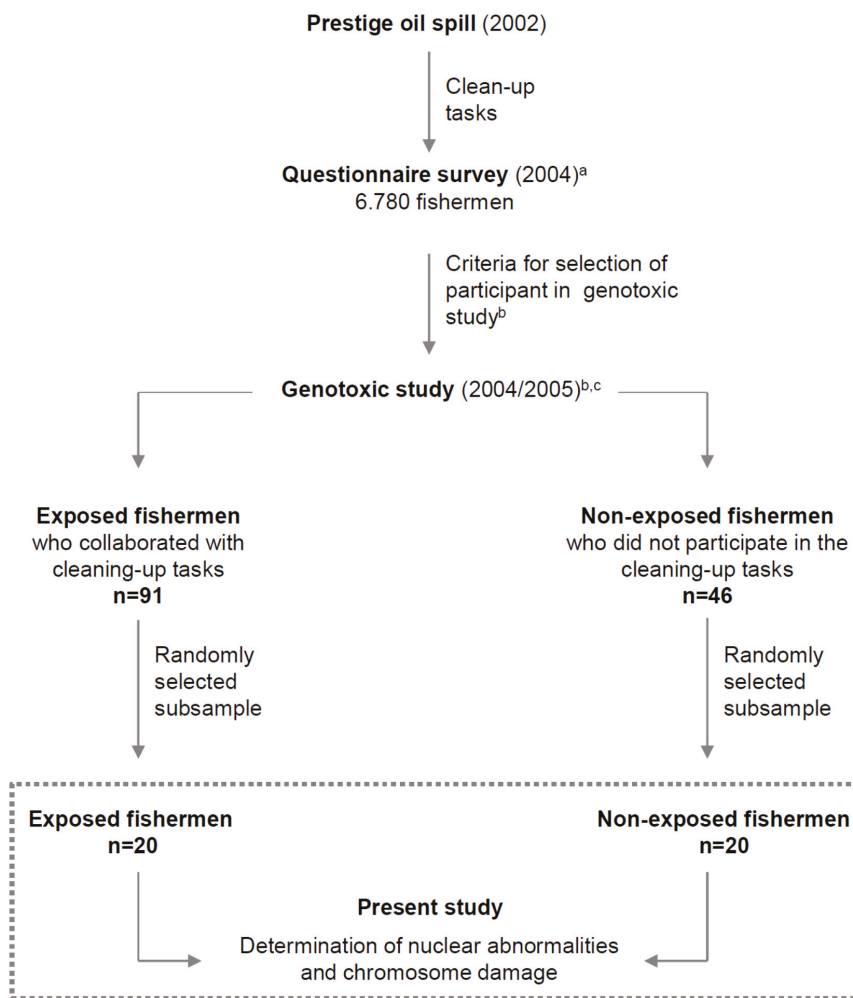 Prestige oil spill (2002)
Clean-up
tasks
Questionnaire survey (2004)a
6.780 fishermen
Criteria for selection of
participant in genotoxic
studyb
Genotoxic study (2004/2005)b,c
Exposed fishermen
who collaborated with
cleaning-up tasks
n=91
Non-exposed fishermen
who did not participate in the
cleaning-up tasks
n=46
Randomly
selected
subsample
Randomly
selected
subsample
Exposed fishermen
n=20
Non-exposed fishermen
n=20
Present study
Determination of nuclear abnormalities
and chromosome damage